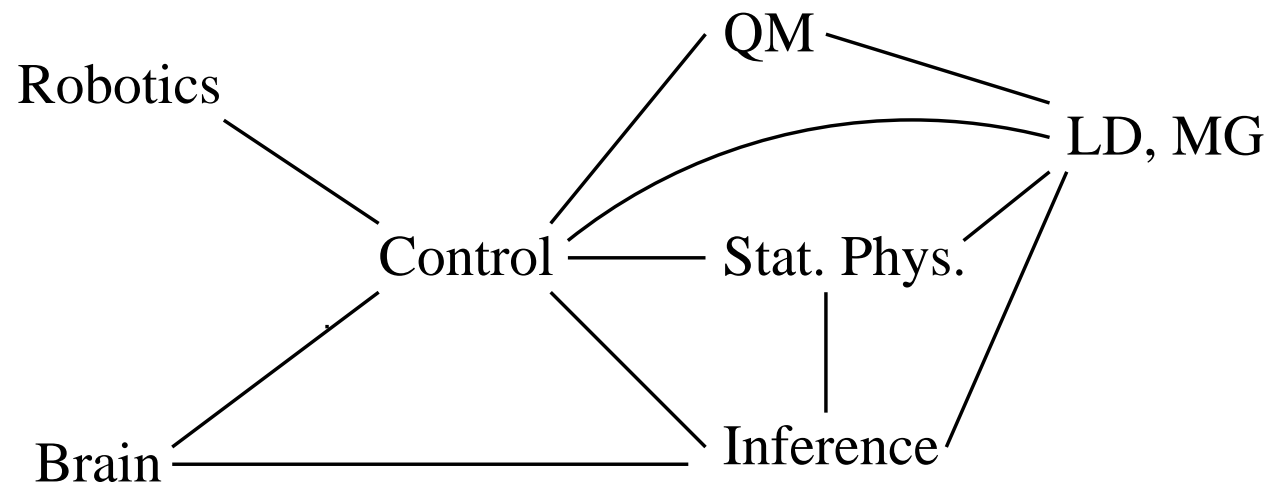 QM
Robotics
LD, MG
Control
Stat. Phys.
Inference
Brain